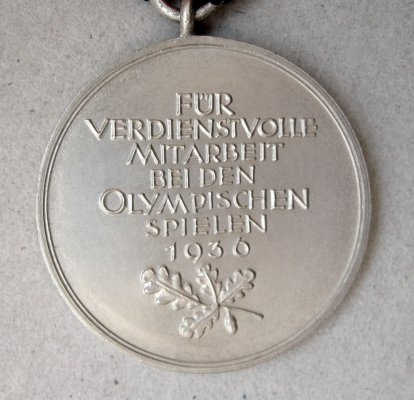 FÜR
VERDIENSTVOLLE
MITARBEIT
BEI DEN
OLYMPISCHEN
SPIELEN
1936